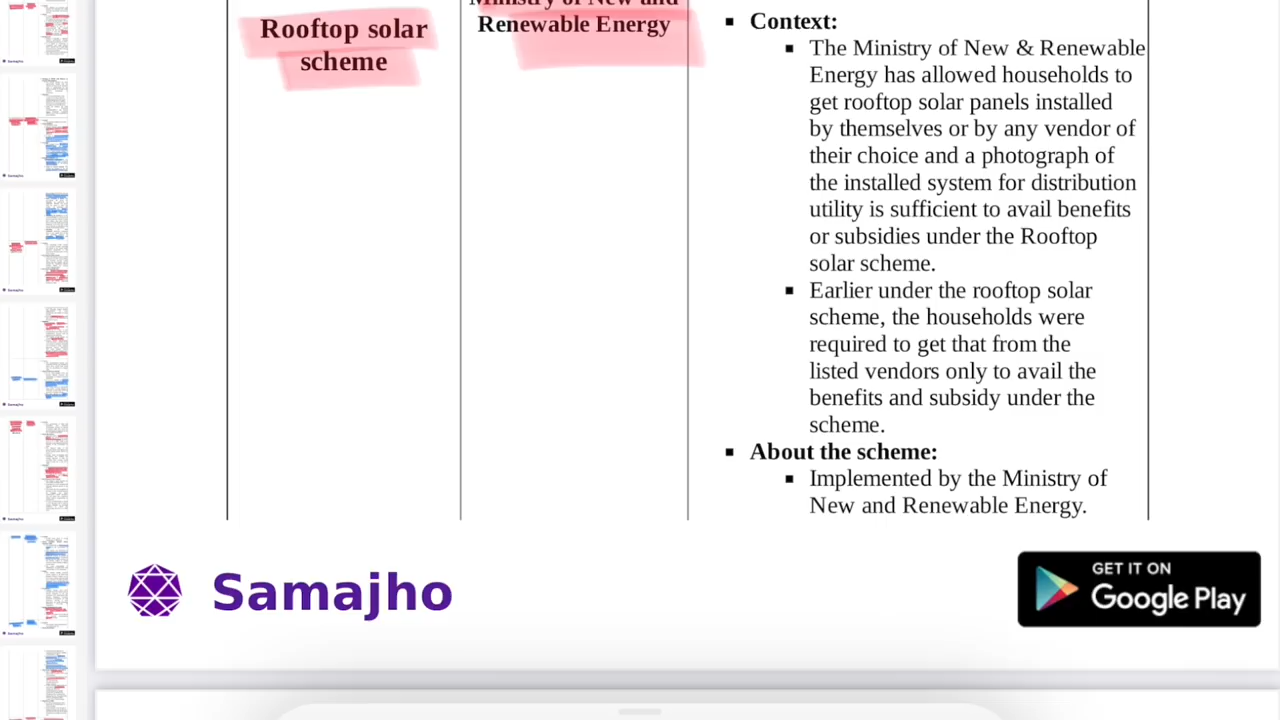 Rooftop solar
scheme
Ministry of New and
Renewable Energy
Context:
The Ministry of New & Renewable
Energy has allowed households to
get rooftop solar panels installed
by themselves or by any vendor of
their choice and a photograph of
the installed system for distribution
utility is sufficient to avail benefits
or subsidies under the Rooftop
solar scheme.
Earlier under the rooftop solar
scheme, the households were
required to get that from the
listed vendors only to avail the
benefits and subsidy under the
scheme.
About the scheme:
Implemented by the Ministry of
New and Renewable Energy.
Samajho
GET IT ON
Google Play